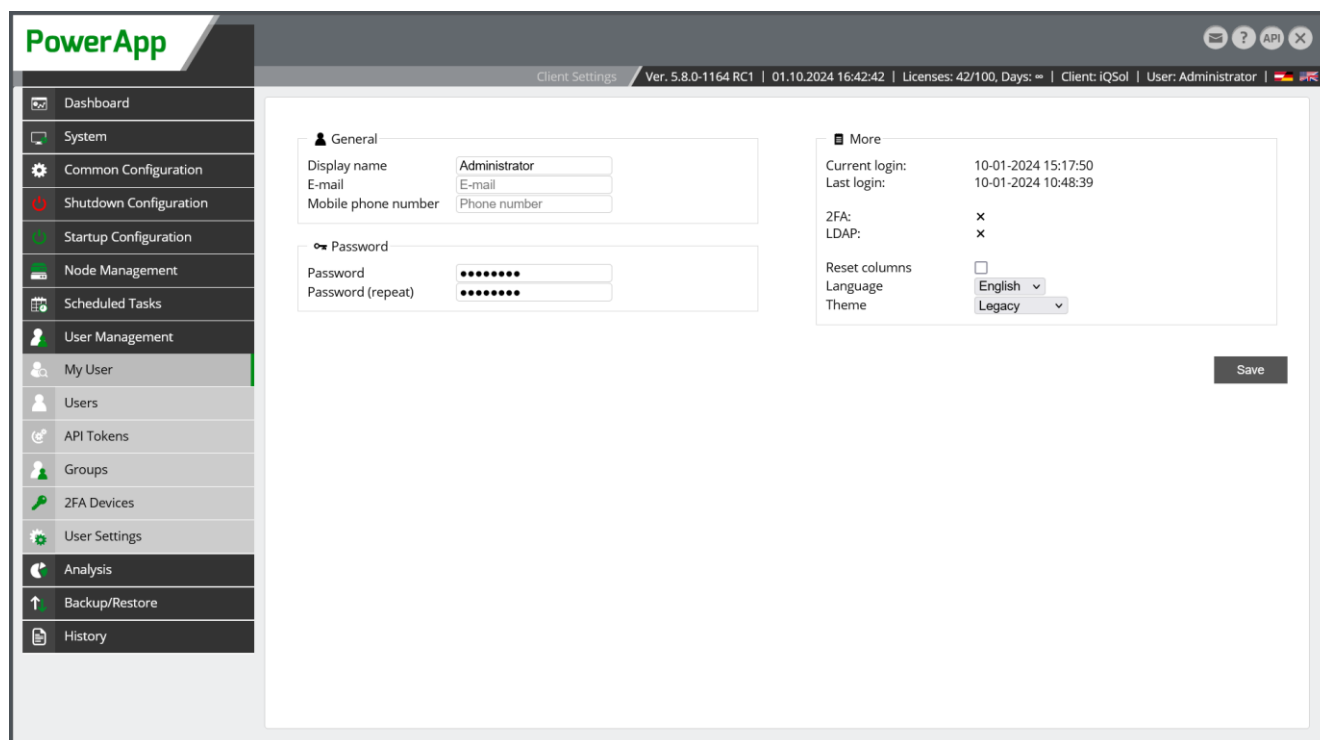 PowerApp
API
Client Settings
Ver. 5.8.0-1164 RC1 | 01.10.2024 16:42:42 | Licenses: 42/100, Days: ∞ | Client: iQSol | User: Administrator |
Dashboard
System
Common Configuration
Shutdown Configuration
Startup Configuration
Node Management
Scheduled Tasks
User Management
My User
Users
API Tokens
Groups
2FA Devices
User Settings
Analysis
Backup/Restore
History
General
Display name Administrator
E-mail E-mail
Mobile phone number Phone number
Password
Password ••••••••
Password (repeat) ••••••••
More
Current login: 10-01-2024 15:17:50
Last login: 10-01-2024 10:48:39
2FA: ×
LDAP: ×
Reset columns
Language English
Theme Legacy
Save